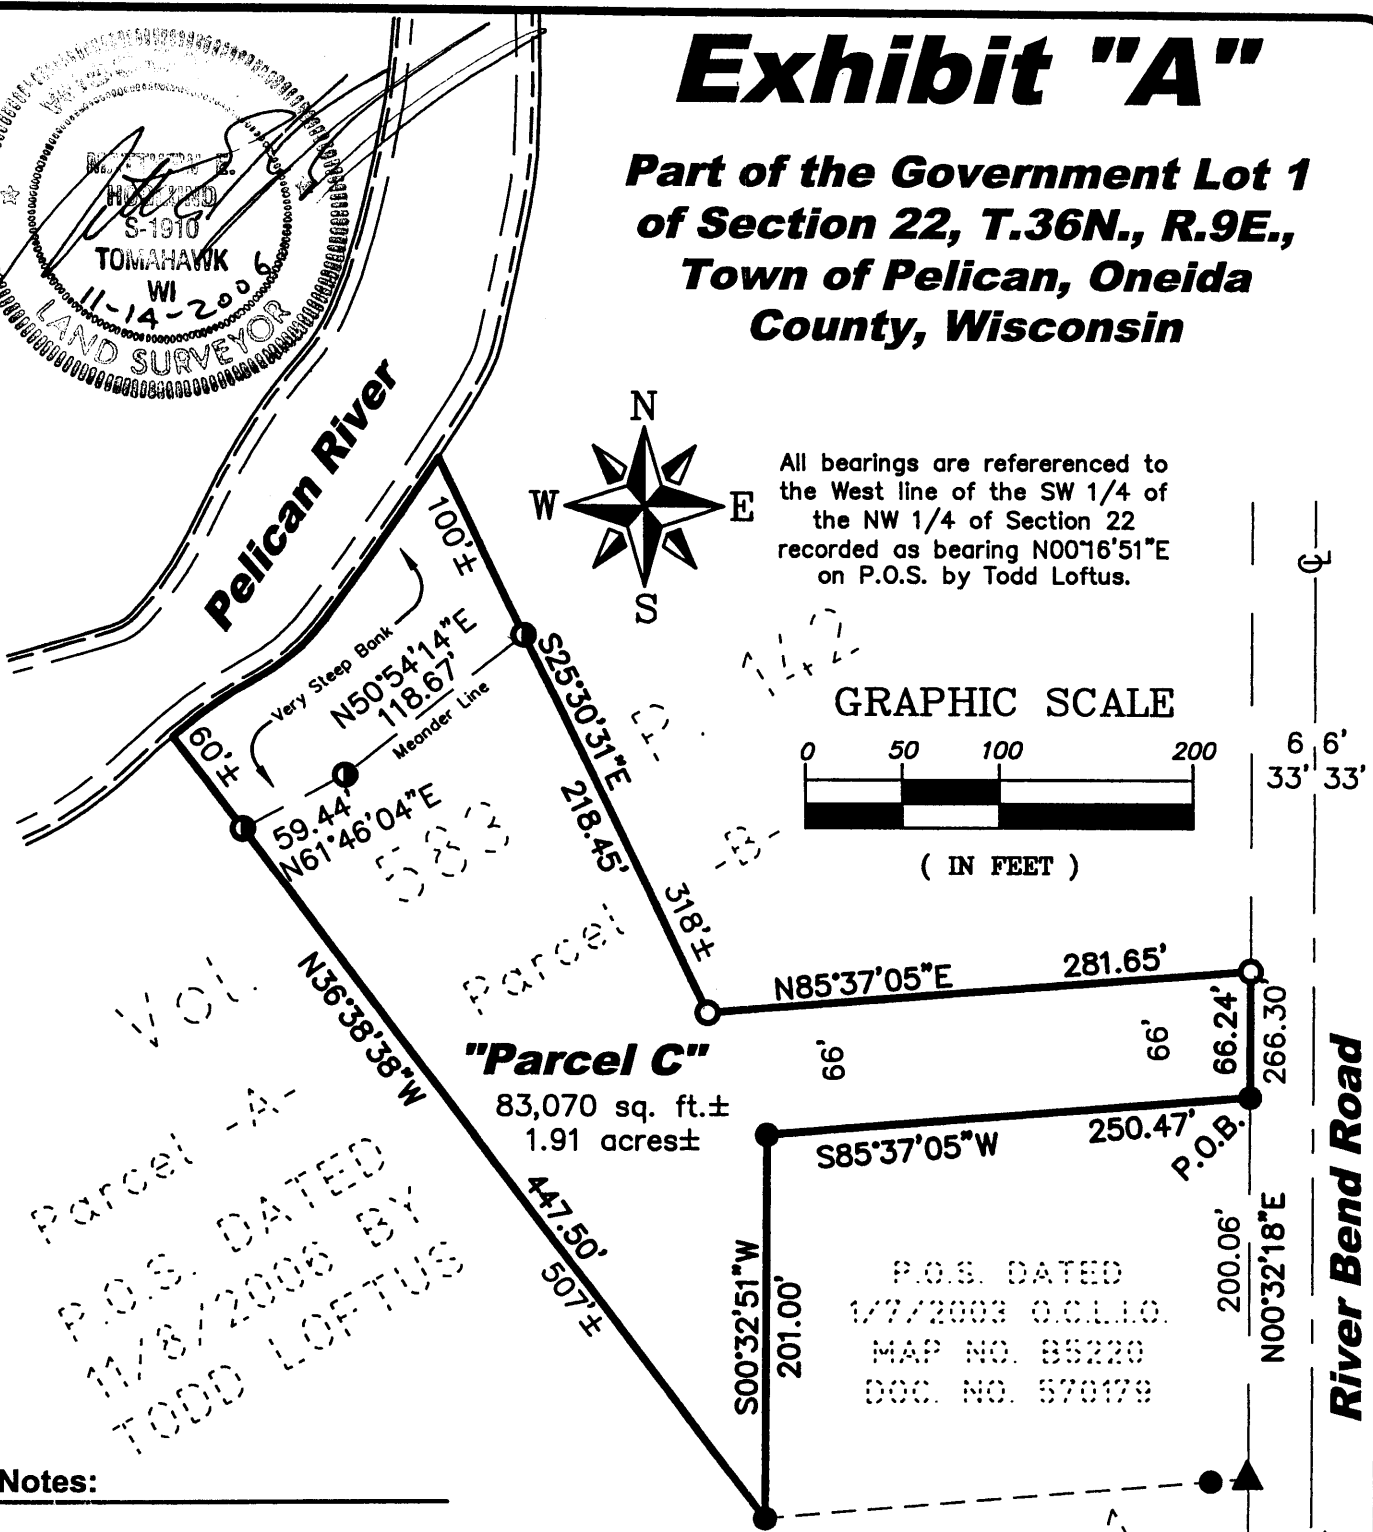 Exhibit "A"
Part of the Government Lot 1
of Section 22, T.36N., R.9E.,
Town of Pelican, Oneida
County, Wisconsin
E.
S-1910
TOMAHAWK
WI
11-14-2006
LAND SURVEYOR
Pelican River
N
W
E
S
All bearings are refererenced to
the West line of the SW 1/4 of
the NW 1/4 of Section 22
recorded as bearing N00°16'51"E
on P.O.S. by Todd Loftus.
100'±
Very Steep Bank
N50°54'14"E
118.67'
Meander Line
60'±
59.44'
N61°46'04"E
S25°30'31"E
218.45'
318'±
142
P.
-B-
583
Parcel
Vol.
GRAPHIC SCALE
0 50 100 200
( IN FEET )
6 6'
33' 33'
N85°37'05"E 281.65'
66'
66'
66.24'
266.30'
N36°38'38"W
447.50'
507'±
"Parcel C"
83,070 sq. ft.±
1.91 acres±
S85°37'05"W 250.47'
P.O.B.
Parcel -A-
P.O.S. DATED
11/8/2006 BY
TODD LOFTUS
S00°32'51"W
201.00'
P.O.S. DATED
1/7/2003 O.C.L.I.O.
MAP NO. B5220
DOC. NO. 570179
200.06'
N00°32'18"E
River Bend Road
Notes: